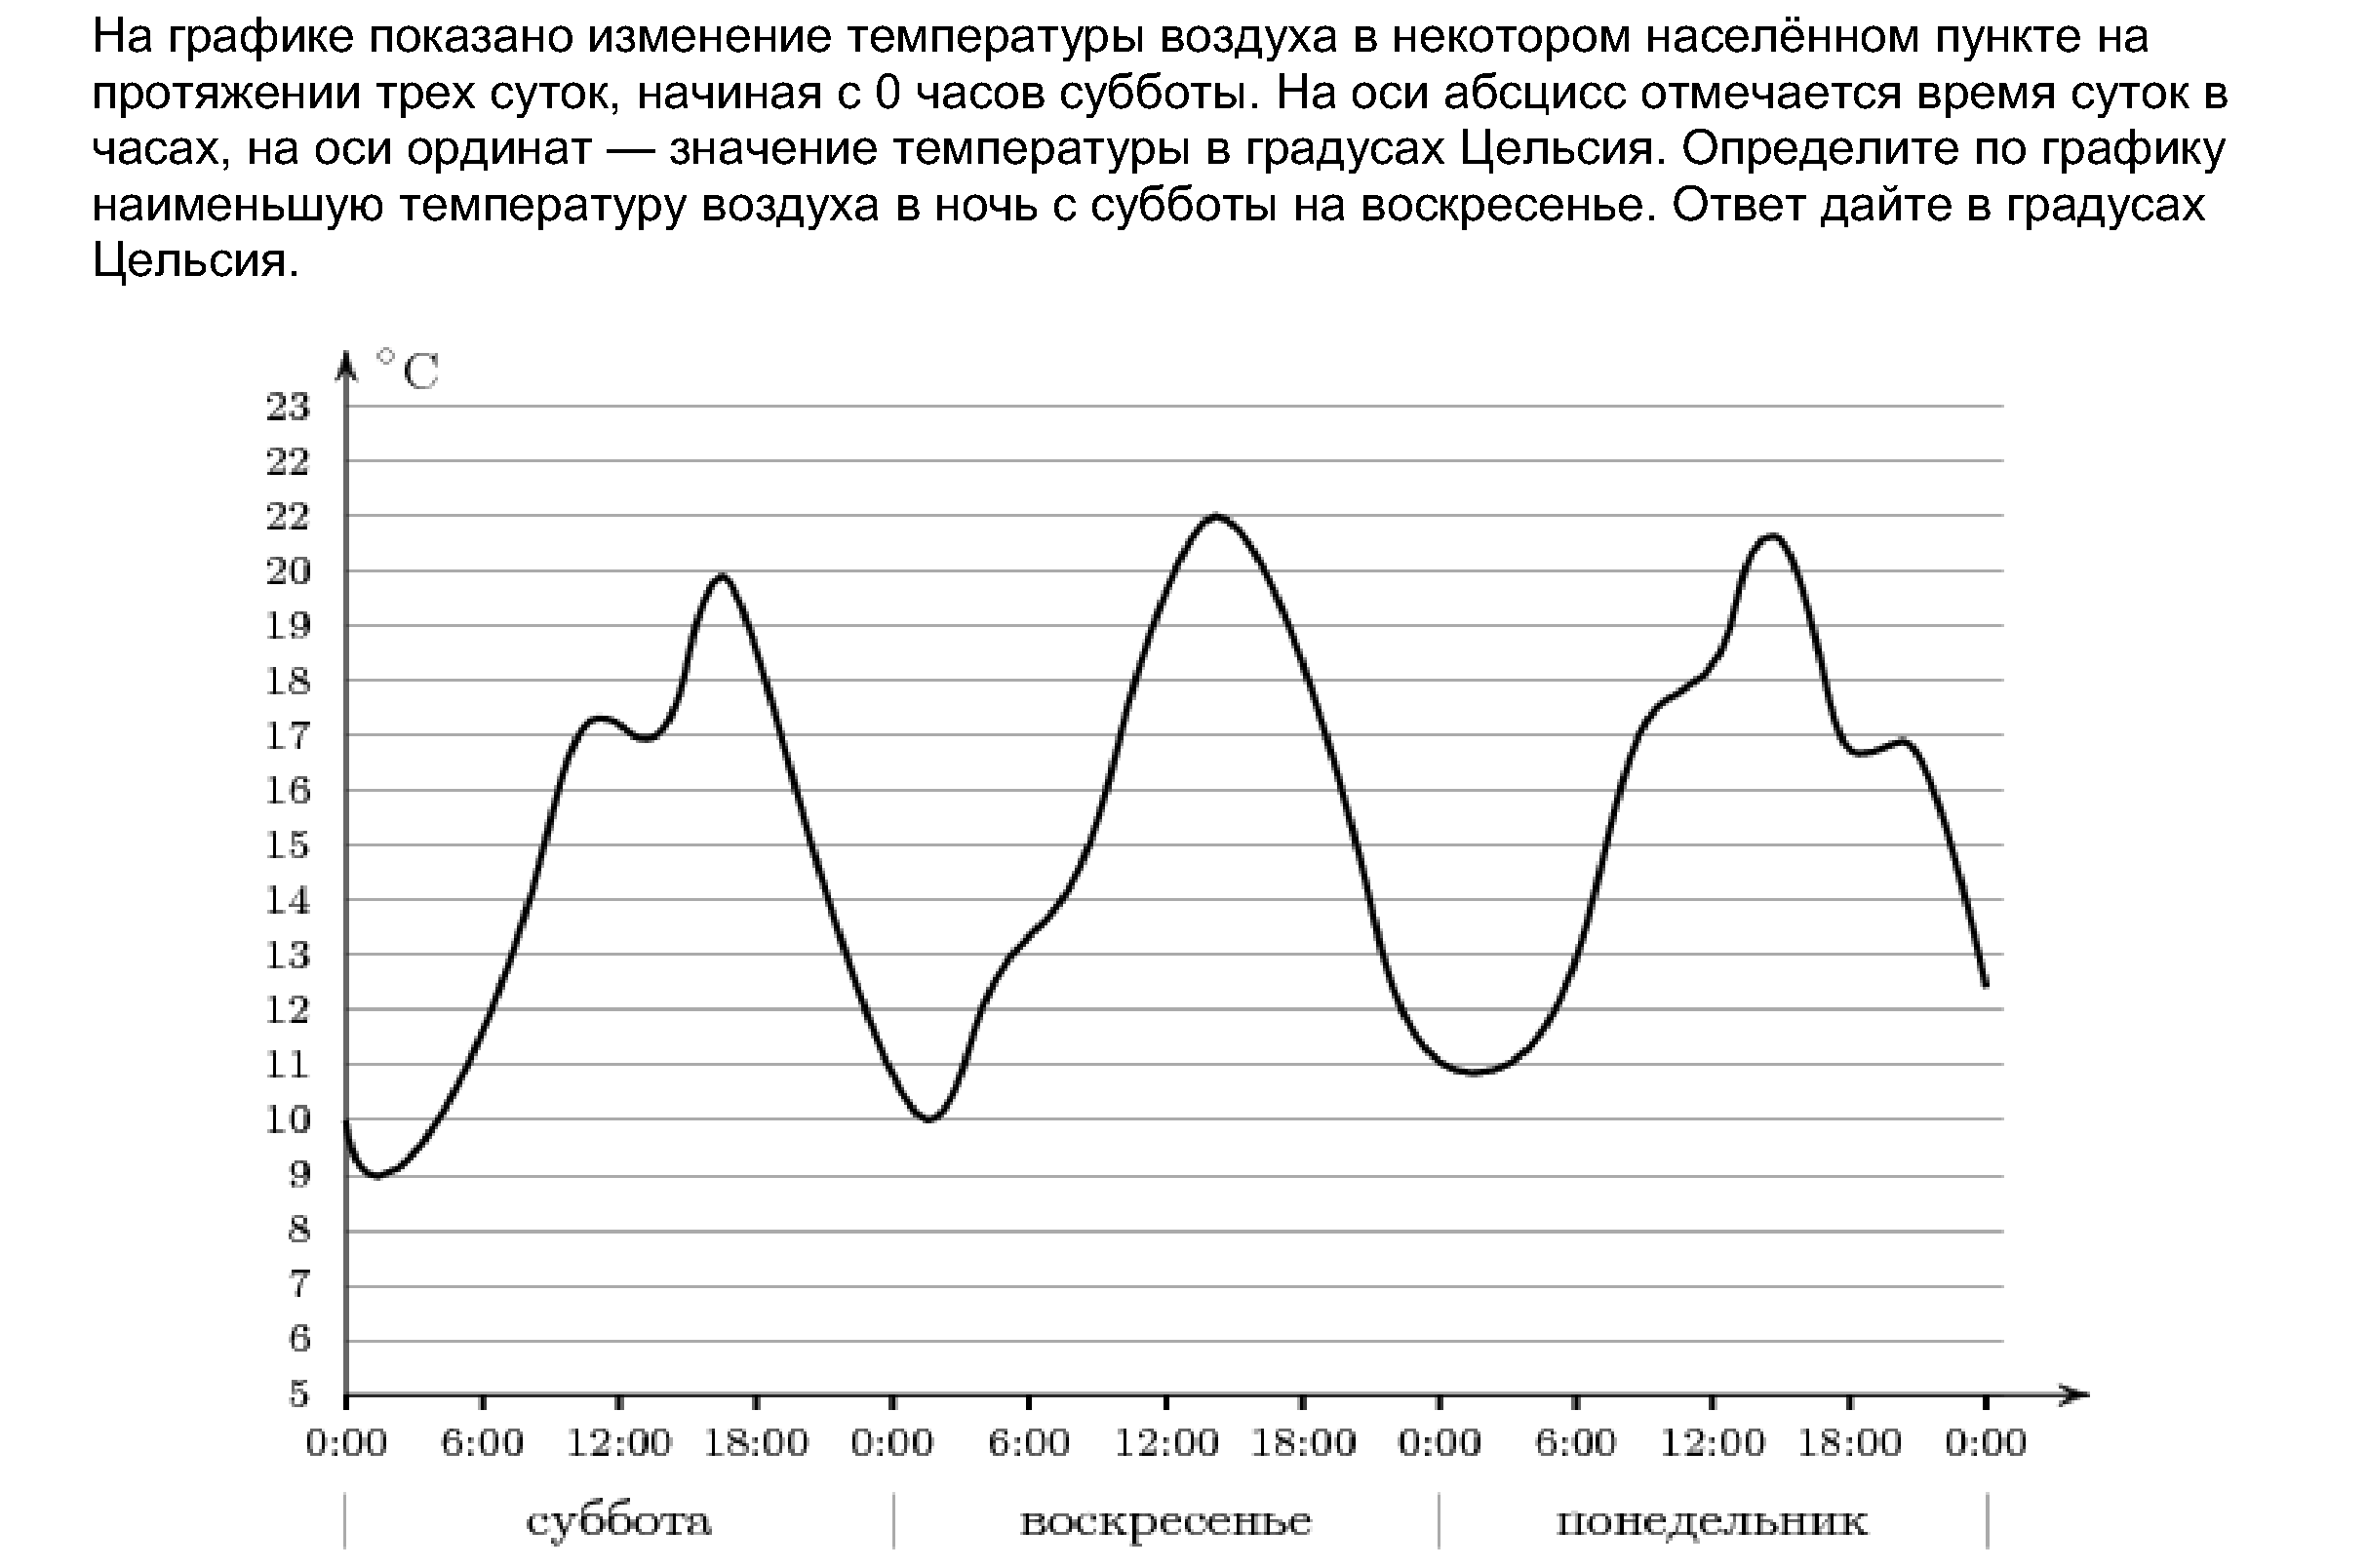 На графике показано изменение температуры воздуха в некотором населённом пункте на
протяжении трех суток, начиная с 0 часов субботы. На оси абсцисс отмечается время суток в
часах, на оси ординат — значение температуры в градусах Цельсия. Определите по графику
наименьшую температуру воздуха в ночь с субботы на воскресенье. Ответ дайте в градусах
Цельсия.
°C
23
22
22
20
19
18
17
16
15
14
13
12
11
10
9
8
7
6
5
0:00 6:00 12:00 18:00 0:00 6:00 12:00 18:00 0:00 6:00 12:00 18:00 0:00
суббота воскресенье понедельник